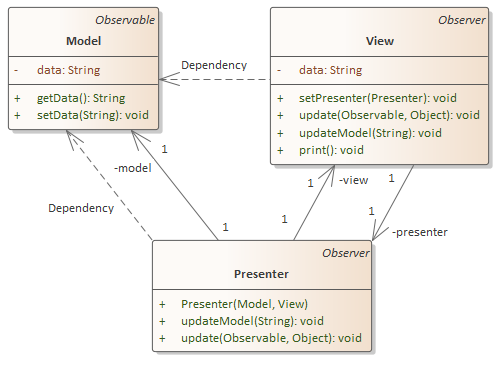 Observable
Model
- data: String
+ getData(): String
+ setData(String): void
Observer
View
- data: String
+ setPresenter(Presenter): void
+ update(Observable, Object): void
+ updateModel(String): void
+ print(): void
Dependency
1
-model
1
-view
1
Dependency
1
1
1
1
-presenter
Observer
Presenter
+ Presenter(Model, View)
+ updateModel(String): void
+ update(Observable, Object): void